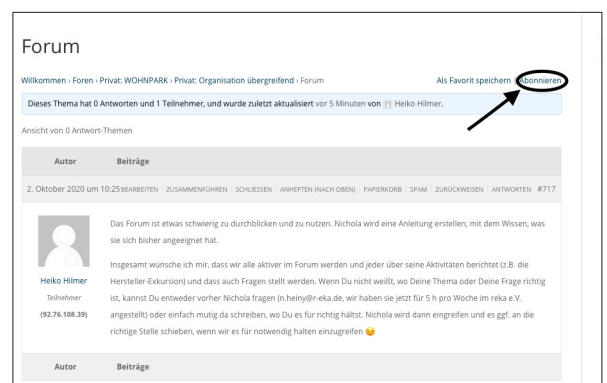 Forum
Willkommen › Foren › Privat: WOHNPARK › Privat: Organisation übergreifend › Forum
Als Favorit speichern | Abonnieren
Dieses Thema hat 0 Antworten und 1 Teilnehmer, und wurde zuletzt aktualisiert vor 5 Minuten von Heiko Hilmer.
Ansicht von 0 Antwort-Themen
Autor Beiträge
2. Oktober 2020 um 10:25 BEARBEITEN | ZUSAMMENFÜHREN | SCHLIESSEN | ANHEFTEN (NACH OBEN) | PAPIERKORB | SPAM | ZURÜCKWEISEN | ANTWORTEN #717
Das Forum ist etwas schwierig zu durchblicken und zu nutzen. Nichola wird eine Anleitung erstellen, mit dem Wissen, was
sie sich bisher angeeignet hat.
Insgesamt wünsche ich mir, dass wir alle aktiver im Forum werden und jeder über seine Aktivitäten berichtet (z.B. die
Hersteller-Exkursion) und dass auch Fragen stellt werden. Wenn Du nicht weißt, wo Deine Thema oder Deine Frage richtig
ist, kannst Du entweder vorher Nichola fragen (n.heiny@r-eka.de, wir haben sie jetzt für 5 h pro Woche im reka e.V.
angestellt) oder einfach mutig da schreiben, wo Du es für richtig hältst. Nichola wird dann eingreifen und es ggf. an die
richtige Stelle schieben, wenn wir es für notwendig halten einzugreifen 😉
Heiko Hilmer
Teilnehmer
(92.76.108.39)
Autor Beiträge